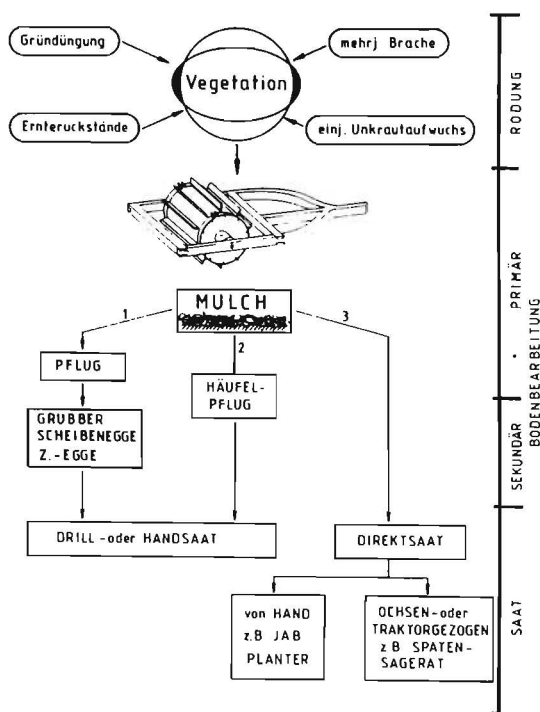 Gründüngung
mehrj Brache
Vegetation
Ernteruckstände
einj. Unkrautaufwuchs
RODUNG
MULCH
1
2
3
PFLUG
HÄUFEL-
PFLUG
PRIMÄR
·
BODENBEARBEITUNG
GRUBBER
SCHEIBENEGGE
Z.-EGGE
SEKUNDÄR
DRILL-oder HANDSAAT
DIREKTSAAT
von HAND
z.B JAB
PLANTER
OCHSEN-oder
TRAKTORGEZOGEN
z B SPATEN-
SAGERAT
SAAT